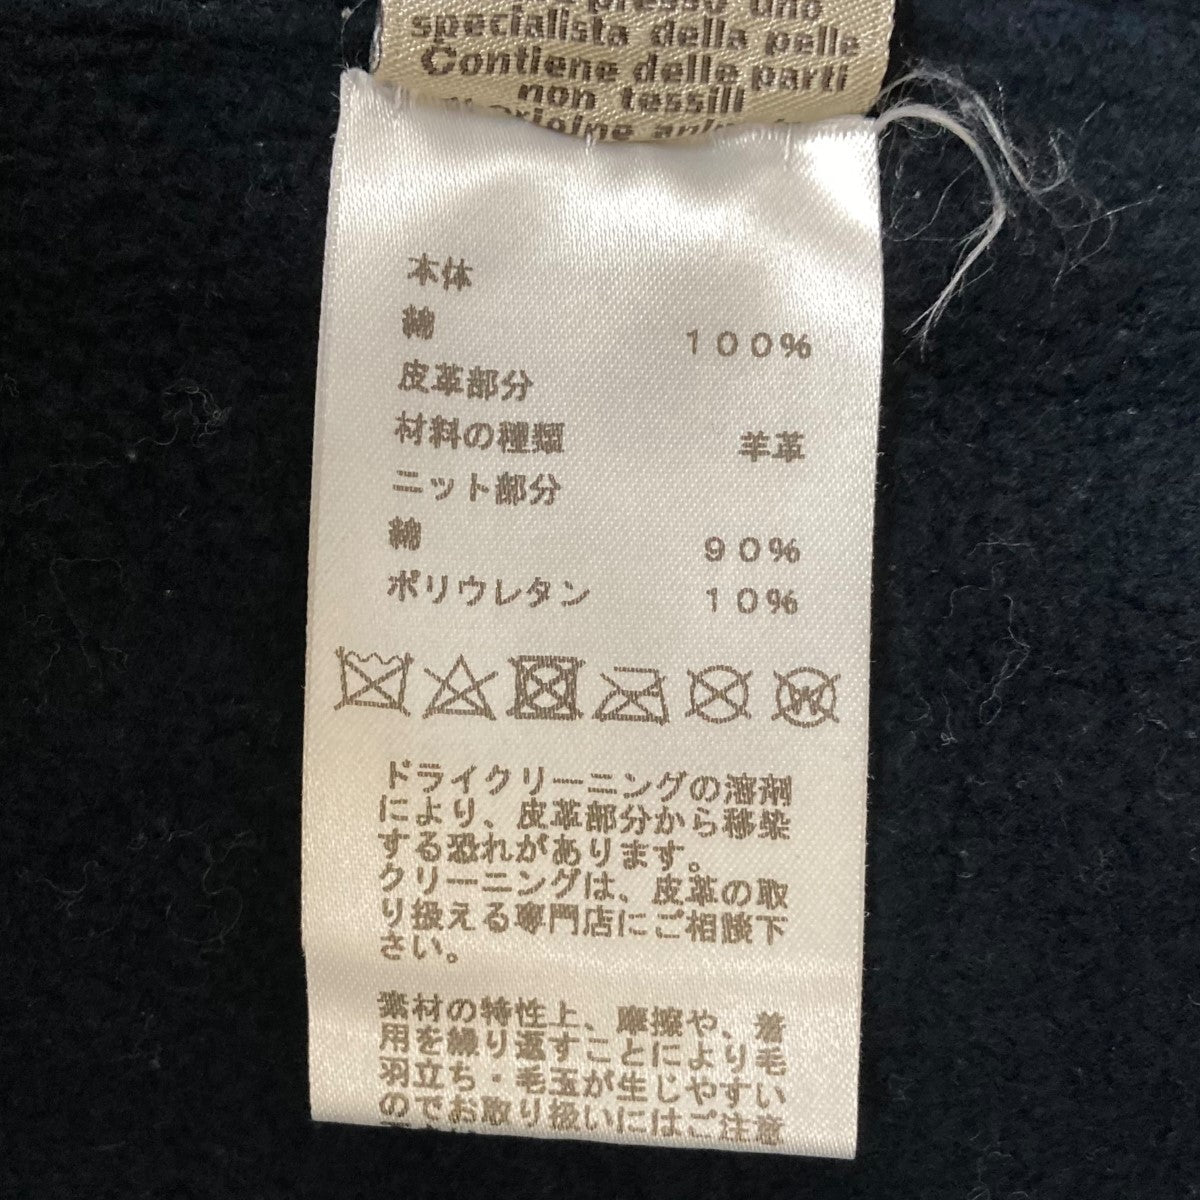 presso uno
specialista della pelle
Contiene delle parti
non tessili
origine
本体
綿 100%
皮革部分
材料の種類 羊革
ニット部分
綿 90%
ポリウレタン 10%
W
ドライクリーニングの溶剤
により、皮革部分から移染
する恐れがあります。
クリーニングは、皮革の取
り扱える専門店にご相談下
さい。
素材の特性上、摩擦や、着
用を繰り返すことにより毛
羽立ち・毛玉が生じやすい
のでお取り扱いにはご注意